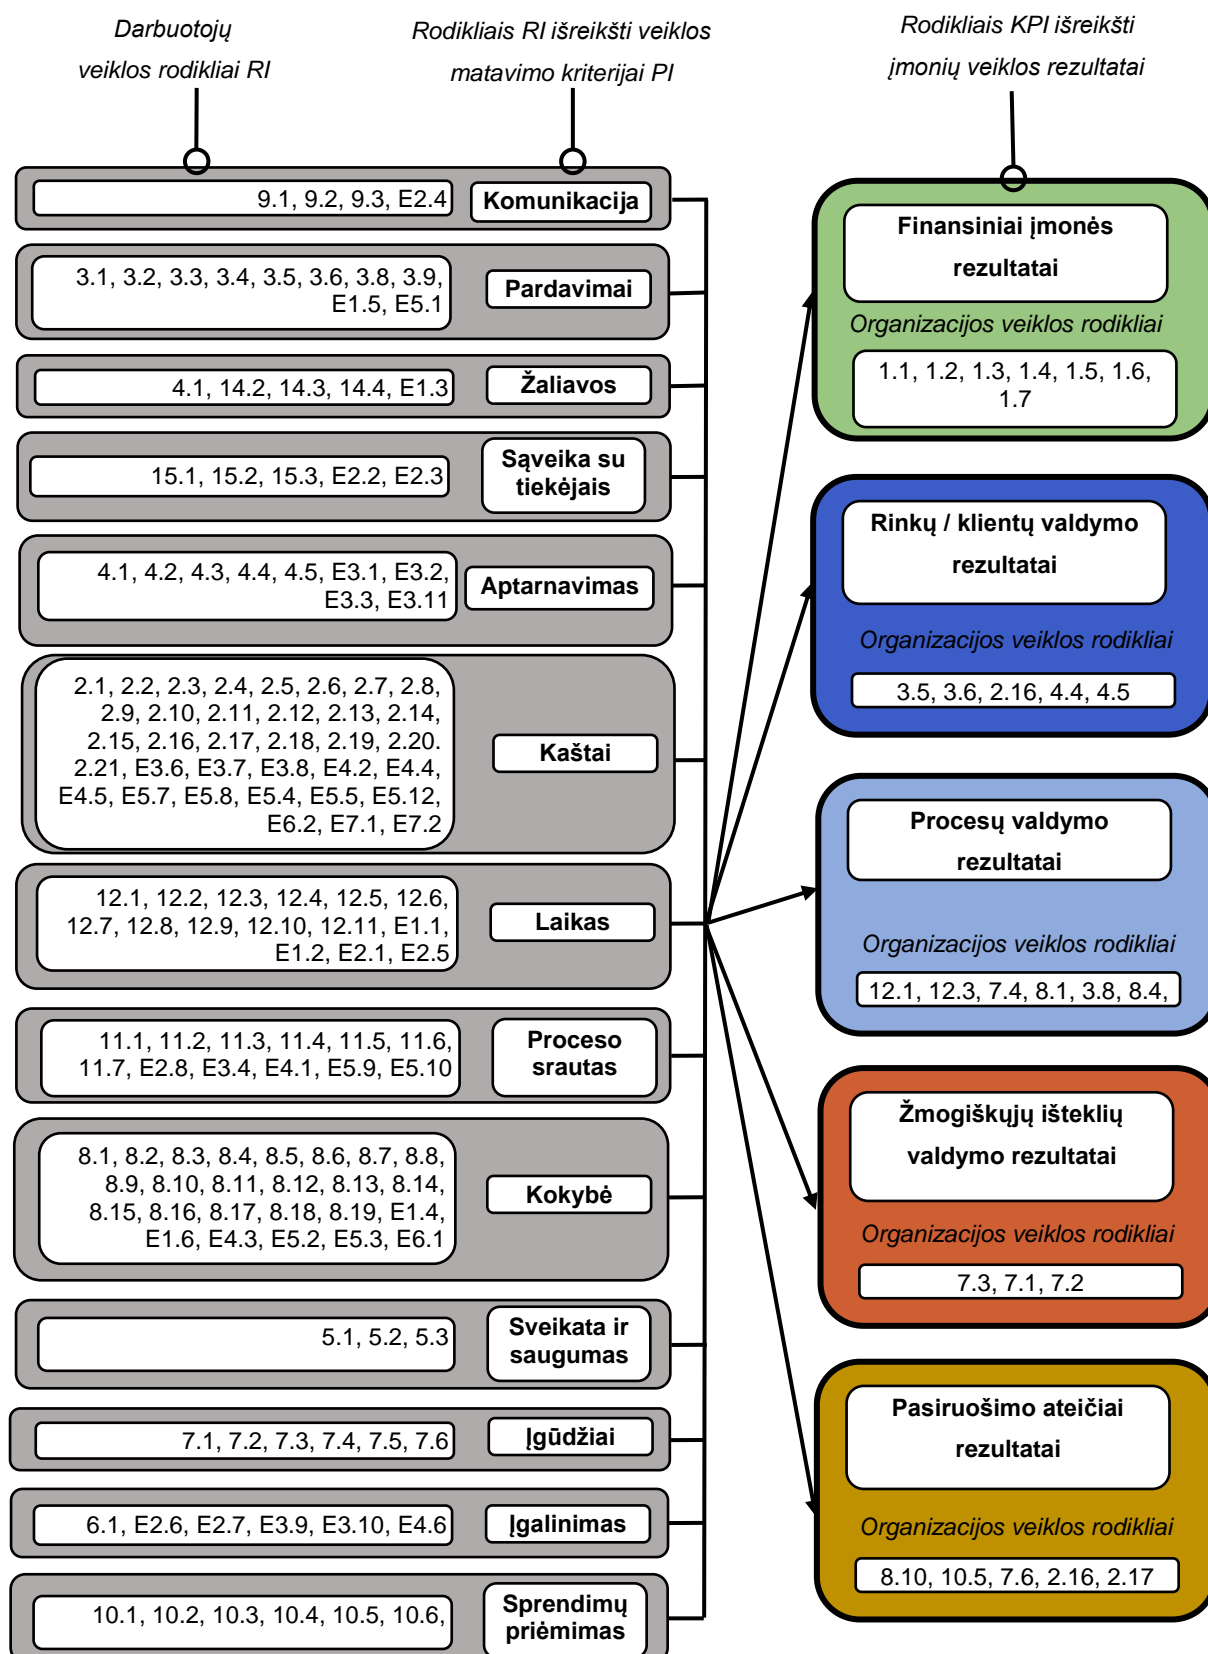 Darbuotojų
veiklos rodikliai RI
Rodikliais RI išreikšti veiklos
matavimo kriterijai PI
Rodikliais KPI išreikšti
įmonių veiklos rezultatai
9.1, 9.2, 9.3, E2.4
Komunikacija
3.1, 3.2, 3.3, 3.4, 3.5, 3.6, 3.8, 3.9,
E1.5, E5.1
Pardavimai
4.1, 14.2, 14.3, 14.4, E1.3
Žaliavos
15.1, 15.2, 15.3, E2.2, E2.3
Sąveika su
tiekėjais
4.1, 4.2, 4.3, 4.4, 4.5, E3.1, E3.2,
E3.3, E3.11
Aptarnavimas
2.1, 2.2, 2.3, 2.4, 2.5, 2.6, 2.7, 2.8,
2.9, 2.10, 2.11, 2.12, 2.13, 2.14,
2.15, 2.16, 2.17, 2.18, 2.19, 2.20.
2.21, E3.6, E3.7, E3.8, E4.2, E4.4,
E4.5, E5.7, E5.8, E5.4, E5.5, E5.12,
E6.2, E7.1, E7.2
Kaštai
12.1, 12.2, 12.3, 12.4, 12.5, 12.6,
12.7, 12.8, 12.9, 12.10, 12.11, E1.1,
E1.2, E2.1, E2.5
Laikas
11.1, 11.2, 11.3, 11.4, 11.5, 11.6,
11.7, E2.8, E3.4, E4.1, E5.9, E5.10
Proceso
srautas
8.1, 8.2, 8.3, 8.4, 8.5, 8.6, 8.7, 8.8,
8.9, 8.10, 8.11, 8.12, 8.13, 8.14,
8.15, 8.16, 8.17, 8.18, 8.19, E1.4,
E1.6, E4.3, E5.2, E5.3, E6.1
Kokybė
5.1, 5.2, 5.3
Sveikata ir
saugumas
7.1, 7.2, 7.3, 7.4, 7.5, 7.6
Įgūdžiai
6.1, E2.6, E2.7, E3.9, E3.10, E4.6
Įgalinimas
10.1, 10.2, 10.3, 10.4, 10.5, 10.6,
Sprendimų
priėmimas
Finansiniai įmonės
rezultatai
Organizacijos veiklos rodikliai
1.1, 1.2, 1.3, 1.4, 1.5, 1.6,
1.7
Rinkų / klientų valdymo
rezultatai
Organizacijos veiklos rodikliai
3.5, 3.6, 2.16, 4.4, 4.5
Procesų valdymo
rezultatai
Organizacijos veiklos rodikliai
12.1, 12.3, 7.4, 8.1, 3.8, 8.4,
Žmogiškųjų išteklių
valdymo rezultatai
Organizacijos veiklos rodikliai
7.3, 7.1, 7.2
Pasiruošimo ateičiai
rezultatai
Organizacijos veiklos rodikliai
8.10, 10.5, 7.6, 2.16, 2.17